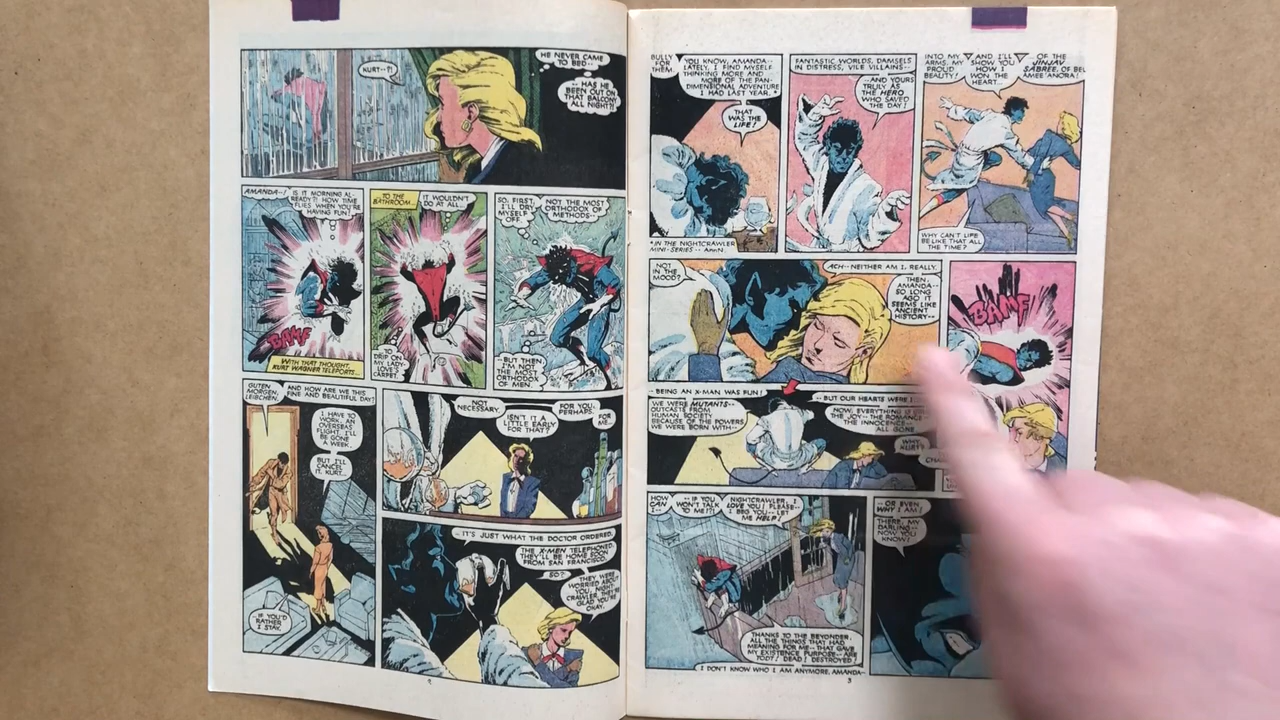 KURT--?!
HE NEVER CAME
TO BED--
-- HAS HE
BEEN OUT ON
THAT BALCONY
ALL NIGHT?!
AMANDA--!
IS IT MORNING AL-
READY?! HOW TIME
FLIES WHEN YOU'RE
HAVING FUN!
BAMF
WITH THAT THOUGHT,
KURT WAGNER TELEPORTS...
...TO THE
BATHROOM...
IT WOULDN'T
DO AT ALL...
DRIP ON
MY LADY
LOVE'S
CARPET.
SO, FIRST,
I'LL DRY
MYSELF
OFF.
NOT THE MOST
ORTHODOX OF
METHODS--
--BUT THEN,
I'M NOT
THE MOST
ORTHODOX
OF MEN.
GUTEN
MORGEN,
LEIBCHEN.
AND HOW ARE WE THIS
FINE AND BEAUTIFUL DAY?
I HAVE TO
WORK, AN
OVERSEAS
FLIGHT. I'LL
BE GONE
A WEEK.
BUT I'LL
CANCEL
IT, KURT--
-- IF YOU'D
RATHER
I STAY.
NOT
NECESSARY.
ISN'T IT A
LITTLE EARLY
FOR THAT?
FOR YOU,
PERHAPS.
FOR
ME...
...IT'S JUST WHAT THE DOCTOR ORDERED.
THE X-MEN TELEPHONED.
THEY'LL BE HOME SOON
FROM SAN FRANCISCO.
SO?
THEY WERE
WORRIED ABOUT
YOU, NIGHT-
CRAWLER. THEY'RE
GLAD YOU'RE
OKAY.
BULLY
FOR
THEM.
YOU KNOW, AMANDA--
LATELY, I FIND MYSELF
THINKING MORE AND
MORE OF THE PAN-
DIMENSIONAL ADVENTURE
I HAD LAST YEAR.*
THAT
WAS THE
LIFE!
*IN THE NIGHTCRAWLER
MINI-SERIES -- ANN.
FANTASTIC WORLDS, DAMSELS
IN DISTRESS, VILE VILLAINS--
--AND YOURS
TRULY AS
THE HERO
WHO SAVED
THE DAY!
INTO MY
ARMS, MY
PROUD
BEAUTY!
AND I'LL
SHOW YOU
HOW I
WON THE
HEART--
OF THE
JINJAV
SABREE, OF BEL
AMEE'ANORA!
WHY CAN'T LIFE
BE LIKE THAT ALL
THE TIME?
NOT
IN THE
MOOD?
ACH-- NEITHER AM I, REALLY.
THEN,
AMANDA--
SO LONG
AGO IT
SEEMS LIKE
ANCIENT
HISTORY--
BAMF
-- BEING AN X-MAN WAS FUN!
WE WERE MUTANTS--
OUTCASTS FROM
HUMAN SOCIETY
BECAUSE OF THE POWERS
WE WERE BORN WITH--
-- BUT OUR HEARTS WERE
NOW, EVERYTHING
THE JOY-- THE ROMANCE
THE INNOCENCE--
ALL GONE
WHY
KURT?
HOW
CAN
I--
-- IF YOU
WON'T TALK
TO ME?!
NIGHTCRAWLER, I
LOVE YOU! PLEASE--
I BEG YOU-- LET
ME HELP!
THANKS TO THE BEYONDER,
ALL THE THINGS THAT HAD
MEANING FOR ME-- THAT GAVE
MY EXISTENCE PURPOSE-- ARE
TODT! DEAD! DESTROYED!
I DON'T KNOW WHO I AM ANYMORE, AMANDA--
-- OR EVEN
WHY I AM!
THERE, MY
DARLING--
NOW YOU
KNOW!
3